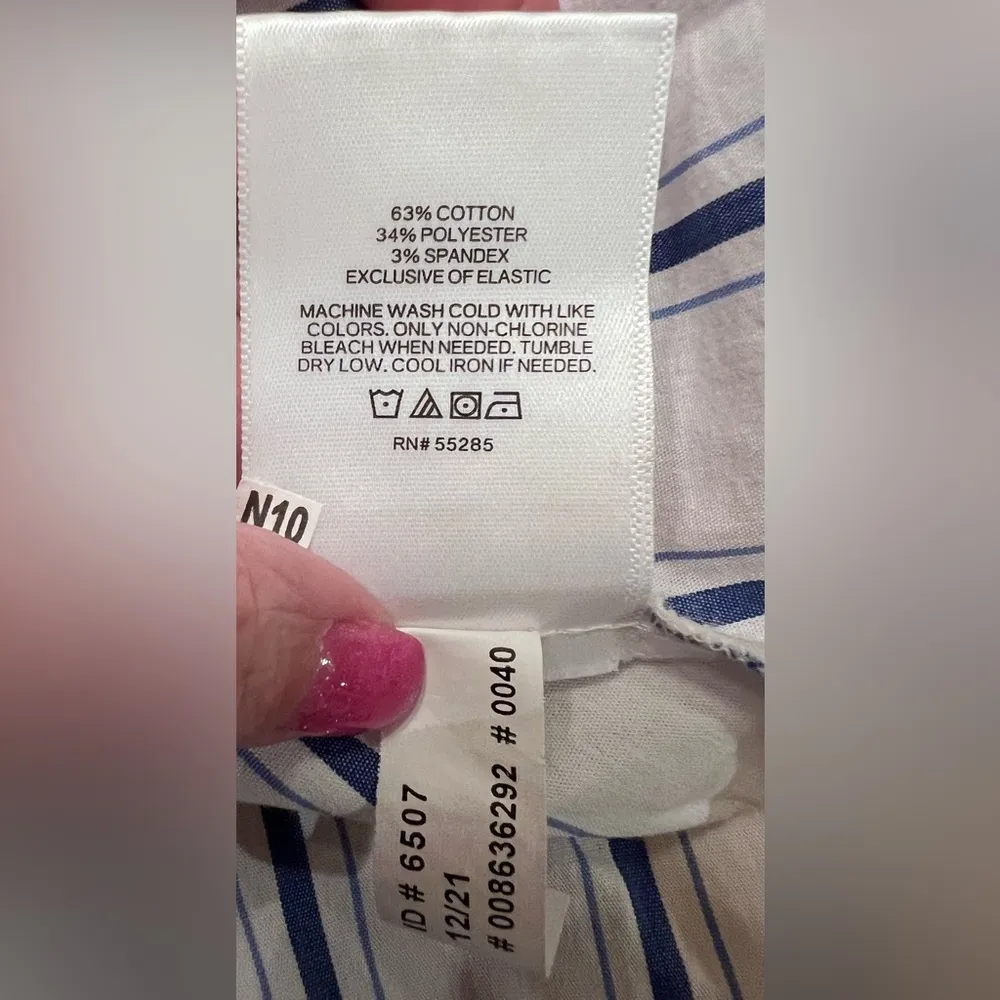 63% COTTON
34% POLYESTER
3% SPANDEX
EXCLUSIVE OF ELASTIC
MACHINE WASH COLD WITH LIKE
COLORS. ONLY NON-CHLORINE
BLEACH WHEN NEEDED. TUMBLE
DRY LOW. COOL IRON IF NEEDED.
RN# 55285
N10
ID # 6507
12/21
# 008636292 # 0040